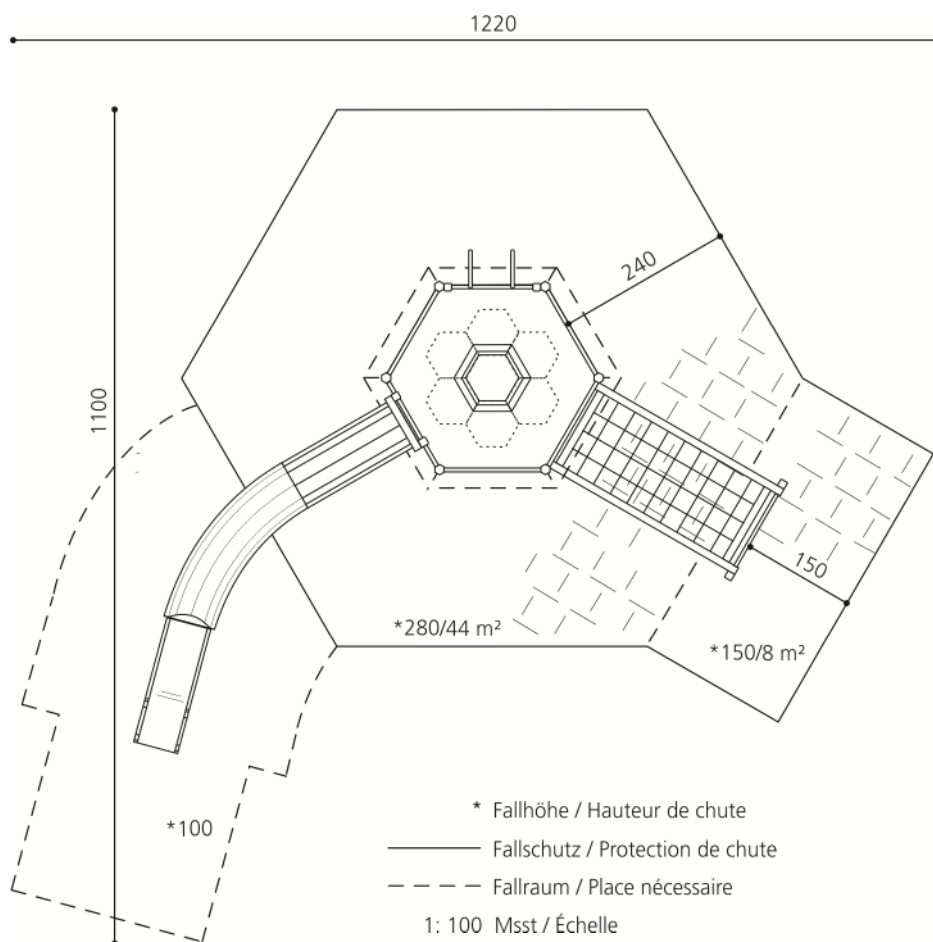 1220
240
1100
150
*280/44 m²
*150/8 m²
*100
* Fallhöhe / Hauteur de chute
Fallschutz / Protection de chute
Fallraum / Place nécessaire
1: 100 Msst / Échelle